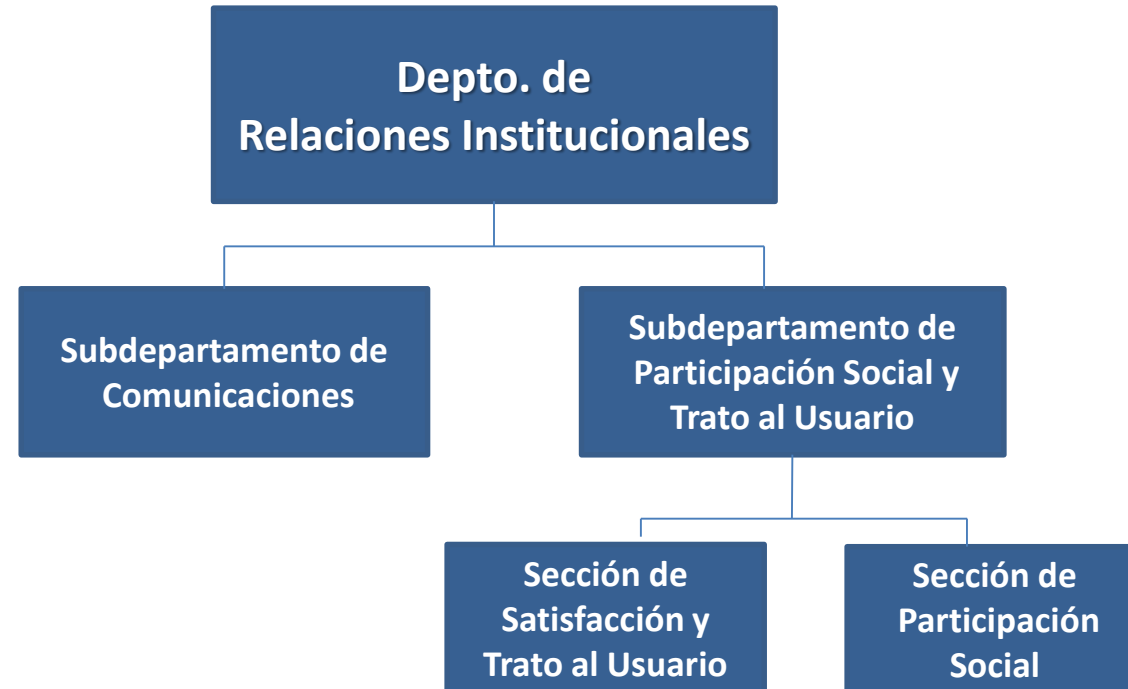 Depto. de
Relaciones Institucionales
Subdepartamento de
Comunicaciones
Subdepartamento de
Participación Social y
Trato al Usuario
Sección de
Satisfacción y
Trato al Usuario
Sección de
Participación
Social